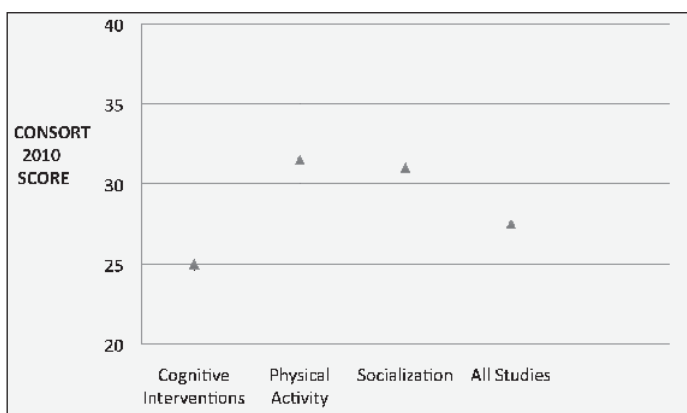 40
35
CONSORT
2010
SCORE
30
25
20
Cognitive Interventions
Physical Activity
Socialization
All Studies